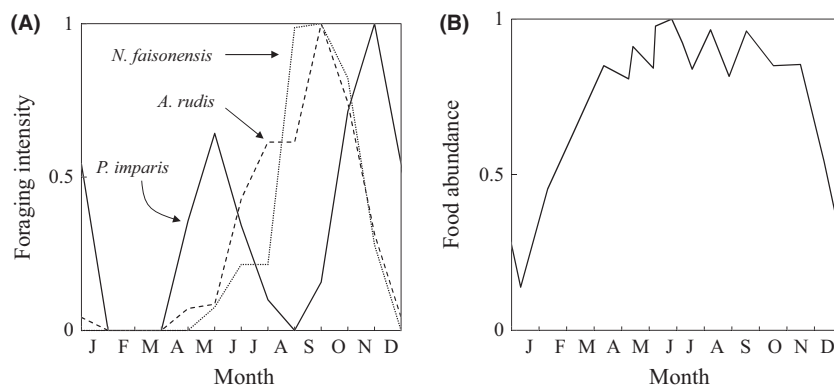 (A)
1
0.5
0
Foraging intensity
N. faisonensis
A. rudis
P. imparis
J F M A M J J A S O N D
Month
(B)
1
0.5
0
Food abundance
J F M A M J J A S O N D
Month